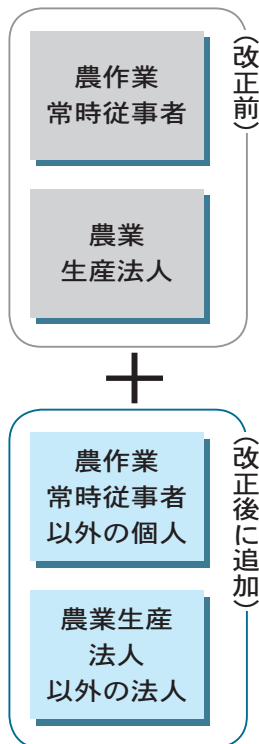 （改正前）
農作業
常時従事者
農業
生産法人
＋
（改正後に追加）
農作業
常時従事者
以外の個人
農業生産
法人
以外の法人